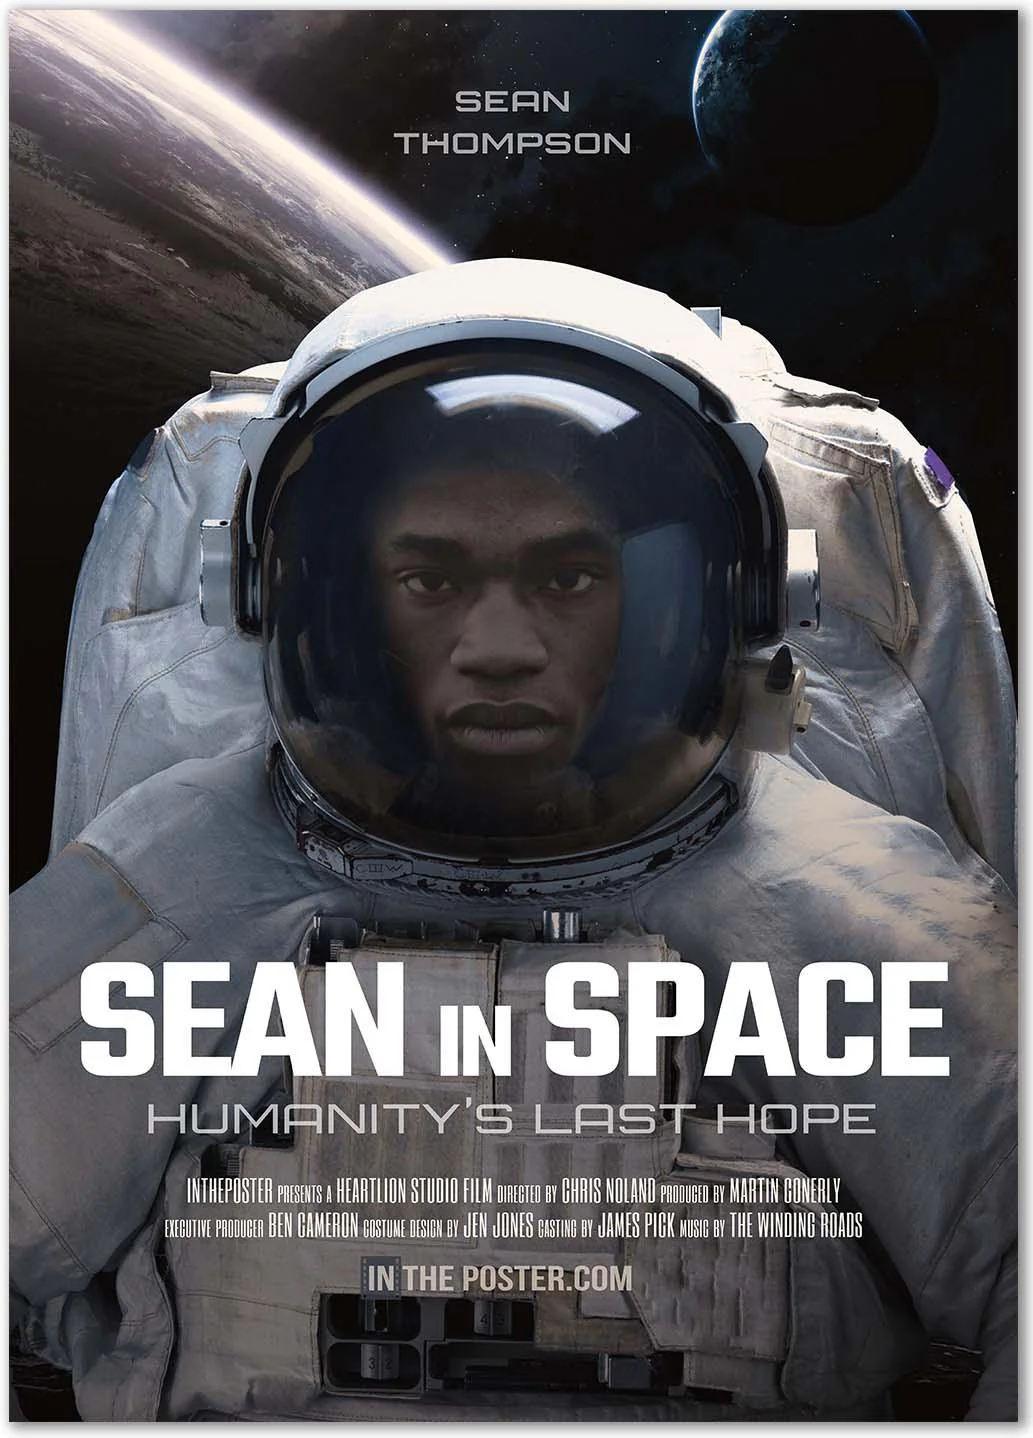 SEAN
THOMPSON
SEAN IN SPACE
HUMANITY'S LAST HOPE
INTHEPOSTER PRESENTS A HEARTLION STUDIO FILM DIRECTED BY CHRIS NOLAND PRODUCED BY MARTIN CONERLY
EXECUTIVE PRODUCER BEN CAMERON COSTUME DESIGN BY JEN JONES CASTING BY JAMES PICK MUSIC BY THE WINDING ROADS
IN THE POSTER.COM